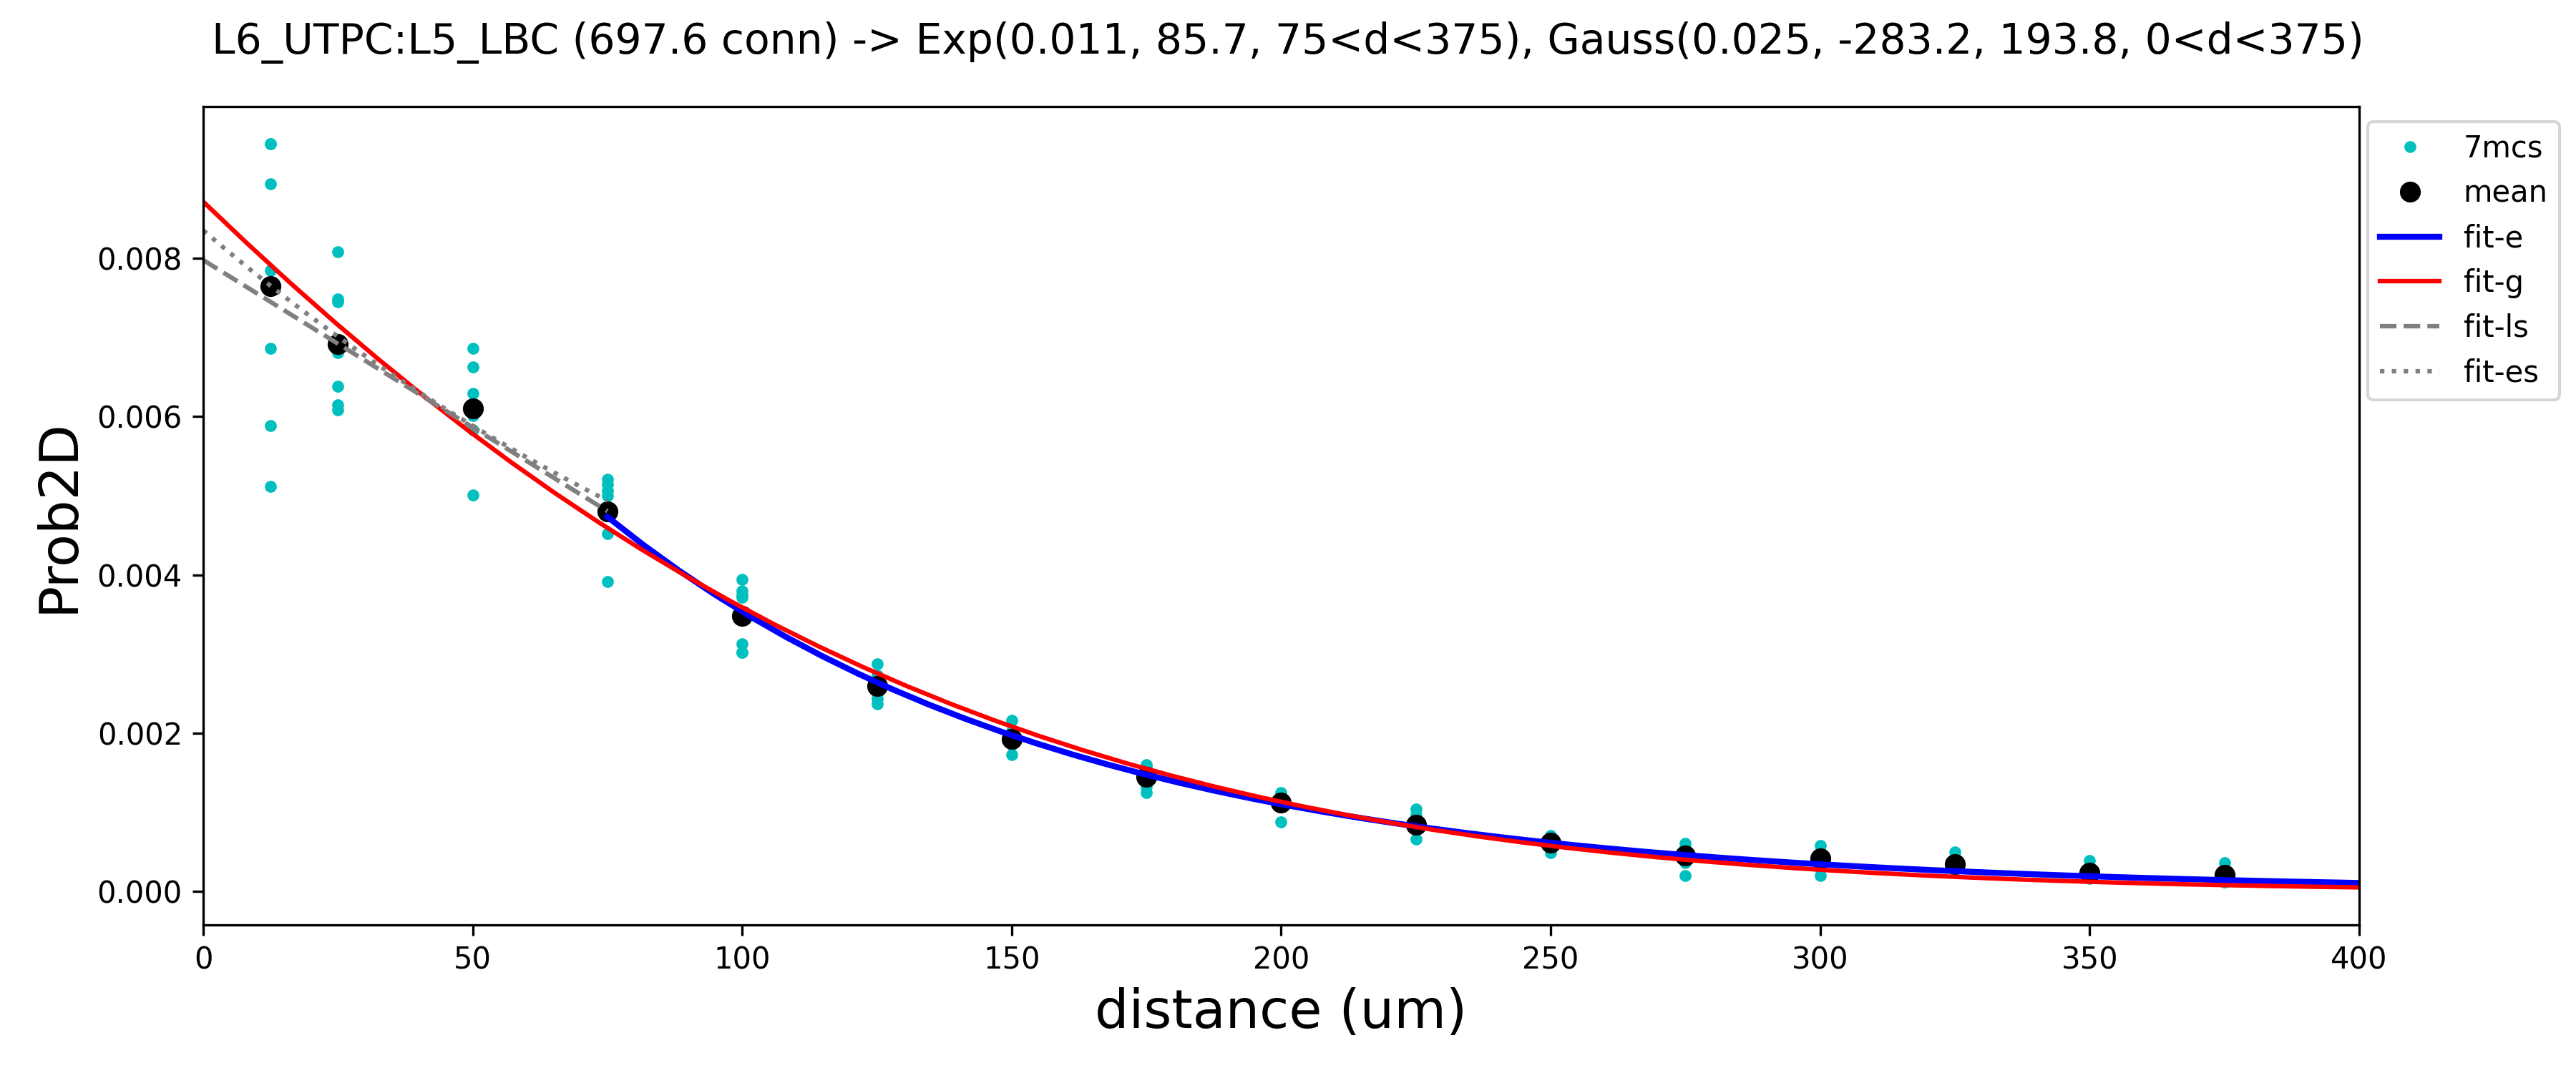 L6_UTPC:L5_LBC (697.6 conn) -> Exp(0.011, 85.7, 75<d<375), Gauss(0.025, -283.2, 193.8, 0<d<375)
7mcs
mean
fit-e
fit-g
fit-ls
fit-es
Prob2D
0.008
0.006
0.004
0.002
0.000
0 50 100 150 200 250 300 350 400
distance (um)